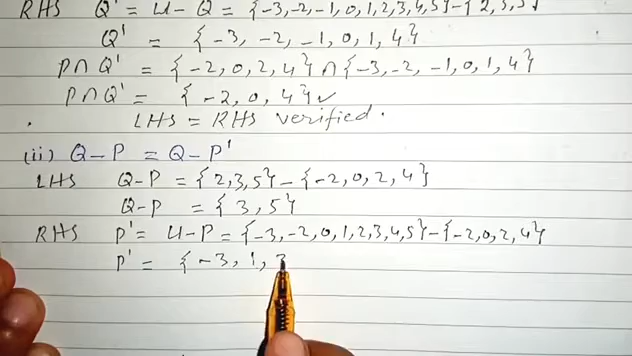 RHS Q' = U - Q = {-3, -2, -1, 0, 1, 2, 3, 4, 5} - {2, 3, 5}
Q' = {-3, -2, -1, 0, 1, 4}
P∩Q' = {-2, 0, 2, 4} ∩ {-3, -2, -1, 0, 1, 4}
P∩Q' = {-2, 0, 4} ✓
LHS = RHS verified.
(ii) Q - P = Q - P'
LHS Q-P = {2, 3, 5} - {-2, 0, 2, 4}
Q-P = {3, 5}
RHS P' = U-P = {-3, -2, 0, 1, 2, 3, 4, 5} - {-2, 0, 2, 4}
P' = {-3, 1, 3